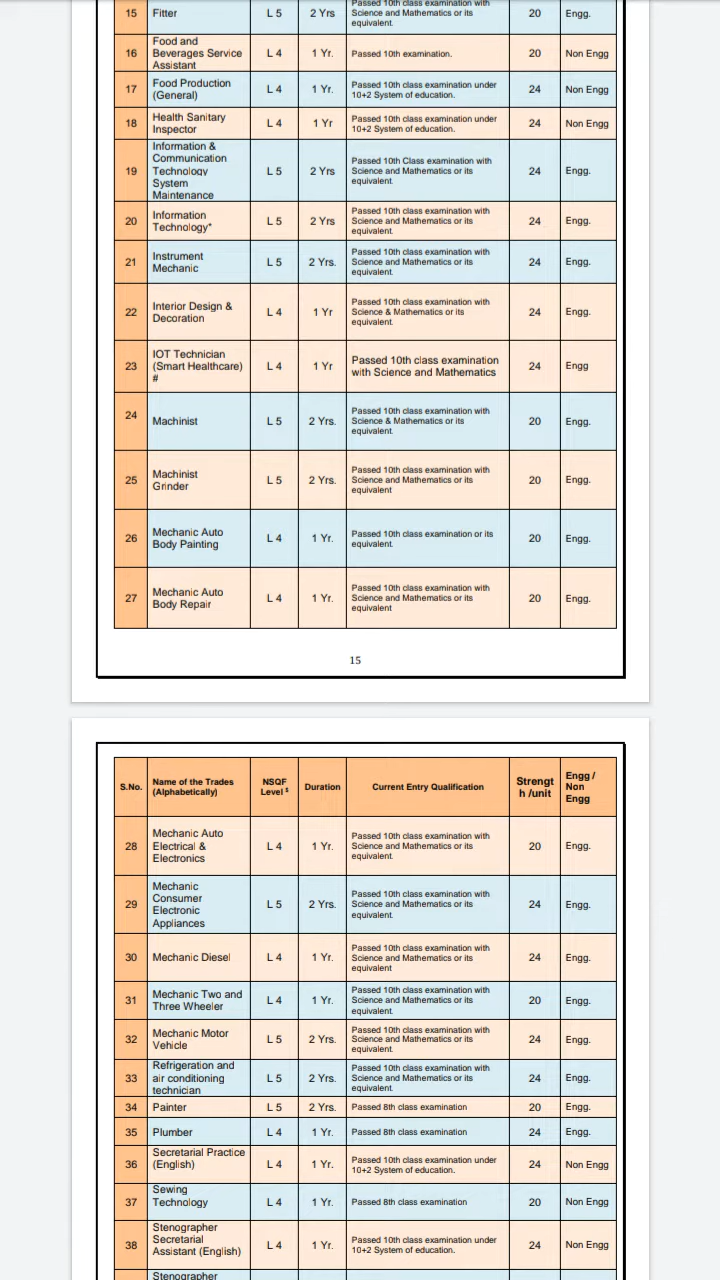 15 Fitter L 5 2 Yrs Passed 10th class examination with
Science and Mathematics or its
equivalent.
20 Engg.
16 Food and
Beverages Service
Assistant
L 4 1 Yr. Passed 10th examination. 20 Non Engg
17 Food Production
(General)
L 4 1 Yr. Passed 10th class examination under
10+2 System of education.
24 Non Engg
18 Health Sanitary
Inspector
L 4 1 Yr Passed 10th class examination under
10+2 System of education.
24 Non Engg
19 Information &
Communication
Technology
System
Maintenance
L 5 2 Yrs Passed 10th Class examination with
Science and Mathematics or its
equivalent.
24 Engg.
20 Information
Technology*
L 5 2 Yrs Passed 10th class examination with
Science and Mathematics or its
equivalent.
24 Engg.
21 Instrument
Mechanic
L 5 2 Yrs. Passed 10th class examination with
Science and Mathematics or its
equivalent.
24 Engg.
22 Interior Design &
Decoration
L 4 1 Yr Passed 10th class examination with
Science & Mathematics or its
equivalent.
24 Engg.
23 IOT Technician
(Smart Healthcare)
#
L 4 1 Yr Passed 10th class examination
with Science and Mathematics
24 Engg
24 Machinist L 5 2 Yrs. Passed 10th class examination with
Science & Mathematics or its
equivalent.
20 Engg.
25 Machinist
Grinder
L 5 2 Yrs. Passed 10th class examination with
Science and Mathematics or its
equivalent
20 Engg.
26 Mechanic Auto
Body Painting
L 4 1 Yr. Passed 10th class examination or its
equivalent.
20 Engg.
27 Mechanic Auto
Body Repair
L 4 1 Yr. Passed 10th class examination with
Science and Mathematics or its
equivalent
20 Engg.
15
S.No. Name of the Trades
(Alphabetically)
NSQF
Level $
Duration Current Entry Qualification Strengt
h /unit
Engg /
Non
Engg
28 Mechanic Auto
Electrical &
Electronics
L 4 1 Yr. Passed 10th class examination with
Science and Mathematics or its
equivalent.
20 Engg.
29 Mechanic
Consumer
Electronic
Appliances
L 5 2 Yrs. Passed 10th class examination with
Science and Mathematics or its
equivalent.
24 Engg.
30 Mechanic Diesel L 4 1 Yr. Passed 10th class examination with
Science and Mathematics or its
equivalent
24 Engg.
31 Mechanic Two and
Three Wheeler
L 4 1 Yr. Passed 10th class examination with
Science and Mathematics or its
equivalent.
20 Engg.
32 Mechanic Motor
Vehicle
L 5 2 Yrs. Passed 10th class examination with
Science and Mathematics or its
equivalent.
24 Engg.
33 Refrigeration and
air conditioning
technician
L 5 2 Yrs. Passed 10th class examination with
Science and Mathematics or its
equivalent.
24 Engg.
34 Painter L 5 2 Yrs. Passed 8th class examination 20 Engg.
35 Plumber L 4 1 Yr. Passed 8th class examination 24 Engg.
36 Secretarial Practice
(English)
L 4 1 Yr. Passed 10th class examination under
10+2 System of education.
24 Non Engg
37 Sewing
Technology
L 4 1 Yr. Passed 8th class examination 20 Non Engg
38 Stenographer
Secretarial
Assistant (English)
L 4 1 Yr. Passed 10th class examination under
10+2 System of education.
24 Non Engg
Stenographer